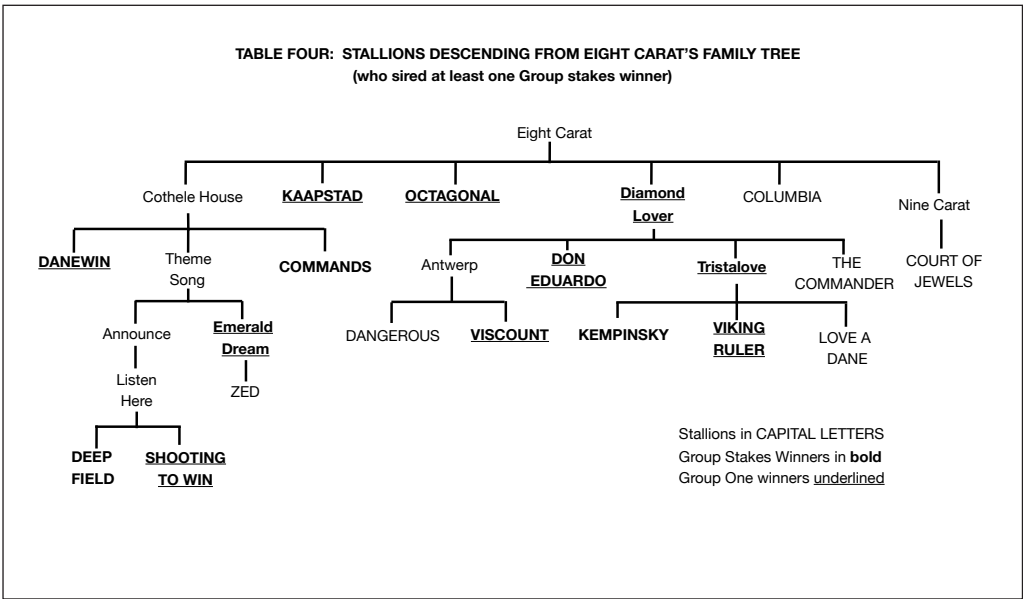 TABLE FOUR: STALLIONS DESCENDING FROM EIGHT CARAT'S FAMILY TREE
(who sired at least one Group stakes winner)
Eight Carat
Cothele House
KAAPSTAD
OCTAGONAL
Diamond
Lover
COLUMBIA
Nine Carat
DANEWIN
Theme
Song
COMMANDS
Antwerp
DON
EDUARDO
Tristalove
THE
COMMANDER
COURT OF
JEWELS
Announce
Emerald
Dream
DANGEROUS
VISCOUNT
KEMPINSKY
VIKING
RULER
LOVE A
DANE
Listen
Here
ZED
DEEP
FIELD
SHOOTING
TO WIN
Stallions in CAPITAL LETTERS
Group Stakes Winners in bold
Group One winners underlined